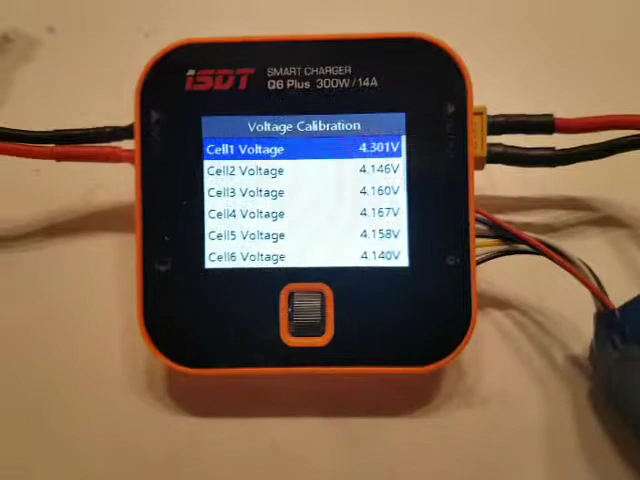 iSDT SMART CHARGER
Q6 Plus 300W/14A
Voltage Calibration
Cell1 Voltage 4.301V
Cell2 Voltage 4.146V
Cell3 Voltage 4.160V
Cell4 Voltage 4.167V
Cell5 Voltage 4.158V
Cell6 Voltage 4.140V